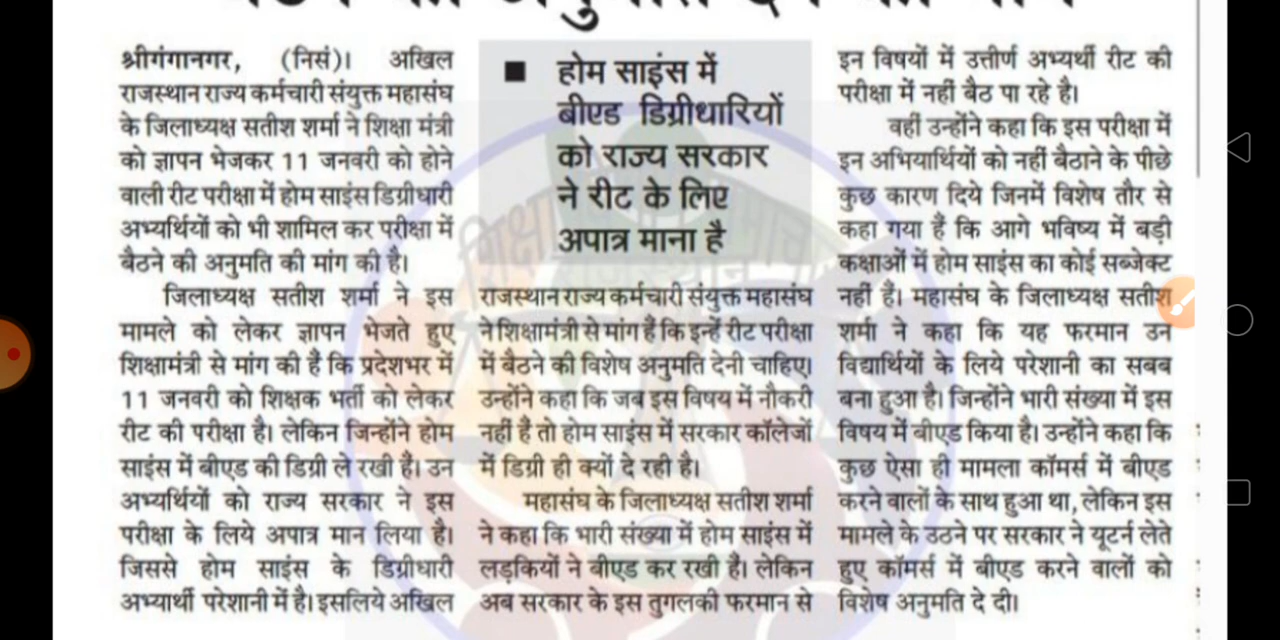 श्रीगंगानगर, (निसं)। अखिल
राजस्थान राज्य कर्मचारी संयुक्त महासंघ
के जिलाध्यक्ष सतीश शर्मा ने शिक्षा मंत्री
को ज्ञापन भेजकर 11 जनवरी को होने
वाली रीट परीक्षा में होम साइंस डिग्रीधारी
अभ्यर्थियों को भी शामिल कर परीक्षा में
बैठने की अनुमति की मांग की है।
जिलाध्यक्ष सतीश शर्मा ने इस
मामले को लेकर ज्ञापन भेजते हुए
शिक्षामंत्री से मांग की है कि प्रदेशभर में
11 जनवरी को शिक्षक भर्ती को लेकर
रीट की परीक्षा है। लेकिन जिन्होंने होम
साइंस में बीएड की डिग्री ले रखी है। उन
अभ्यर्थियों को राज्य सरकार ने इस
परीक्षा के लिये अपात्र मान लिया है।
जिससे होम साइंस के डिग्रीधारी
अभ्यार्थी परेशानी में है। इसलिये अखिल
■ होम साइंस में
बीएड डिग्रीधारियों
को राज्य सरकार
ने रीट के लिए
अपात्र माना है
राजस्थान राज्य कर्मचारी संयुक्त महासंघ
ने शिक्षामंत्री से मांग हैं कि इन्हें रीट परीक्षा
में बैठने की विशेष अनुमति देनी चाहिए।
उन्होंने कहा कि जब इस विषय में नौकरी
नहीं है तो होम साइंस में सरकार कॉलेजों
में डिग्री ही क्यों दे रही है।
महासंघ के जिलाध्यक्ष सतीश शर्मा
ने कहा कि भारी संख्या में होम साइंस में
लड़कियों ने बीएड कर रखी है। लेकिन
अब सरकार के इस तुगलकी फरमान से
इन विषयों में उत्तीर्ण अभ्यर्थी रीट की
परीक्षा में नहीं बैठ पा रहे है।
वहीं उन्होंने कहा कि इस परीक्षा में
इन अभियार्थियों को नहीं बैठाने के पीछे
कुछ कारण दिये जिनमें विशेष तौर से
कहा गया हैं कि आगे भविष्य में बड़ी
कक्षाओं में होम साइंस का कोई सब्जेक्ट
नहीं है। महासंघ के जिलाध्यक्ष सतीश
शर्मा ने कहा कि यह फरमान उन
विद्यार्थियों के लिये परेशानी का सबब
बना हुआ है। जिन्होंने भारी संख्या में इस
विषय में बीएड किया है। उन्होंने कहा कि
कुछ ऐसा ही मामला कॉमर्स में बीएड
करने वालों के साथ हुआ था, लेकिन इस
मामले के उठने पर सरकार ने यूटर्न लेते
हुए कॉमर्स में बीएड करने वालों को
विशेष अनुमति दे दी।